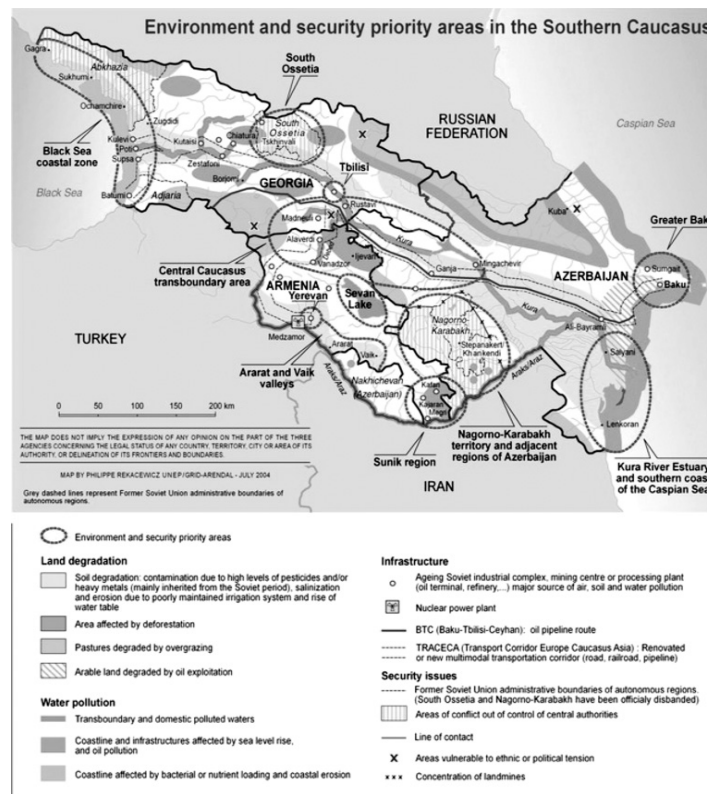 Environment and security priority areas in the Southern Caucasus
Gagra
Abkhazia
Sukhumi
South
Ossetia
Ochamchire
RUSSIAN
FEDERATION
Caspian Sea
Zugdidi
Black Sea
coastal zone
Kulevi
Poti
Supsa
Kutaisi
Chiatura
South
Ossetia
Tskhinvali
Zestafoni
Tbilisi
Borjomi
Black Sea
Batumi
Adjaria
GEORGIA
Rustavi
Kuba
Madneuli
Greater Bak
Alaverdi
Kura
Ijevan
Vanadzor
Central Caucasus
transboundary area
Ganja
Mingachevir
AZERBAIJAN
Sumgait
Baku
ARMENIA
Yerevan
Sevan
Lake
Nagorno-
Karabakh
Kura
TURKEY
Medzamor
Stepanakert/
Khankendi
Ali-Bayramli
Ararat
Vaik
Salyani
Araks/Araz
Ararat and Vaik
valleys
Nakhichevan
(Azerbaijan)
Kafan
Kajaran
Megri
Araks/Araz
Lenkoran
0 50 100 150 200 km
Nagorno-Karabakh
territory and adjacent
regions of Azerbaijan
Sunik region
THE MAP DOES NOT IMPLY THE EXPRESSION OF ANY OPINION ON THE PART OF THE THREE
AGENCIES CONCERNING THE LEGAL STATUS OF ANY COUNTRY, TERRITORY, CITY OR AREA OF ITS
AUTHORITY, OR DELINEATION OF ITS FRONTIERS AND BOUNDARIES.
Kura River Estuary
and southern coas
of the Caspian Sea
MAP BY PHILIPPE REKACEWICZ UNEP/GRID-ARENDAL - JULY 2004
IRAN
Grey dashed lines represent Former Soviet Union administrative boundaries of
autonomous regions.
Environment and security priority areas
Land degradation
Soil degradation: contamination due to high levels of pesticides and/or
heavy metals (mainly inherited from the Soviet period), salinization
and erosion due to poorly maintained irrigation system and rise of
water table
Area affected by deforestation
Pastures degraded by overgrazing
Arable land degraded by oil exploitation
Water pollution
Transboundary and domestic polluted waters
Coastline and infrastructures affected by sea level rise,
and oil pollution
Coastline affected by bacterial or nutrient loading and coastal erosion
Infrastructure
Ageing Soviet industrial complex, mining centre or processing plant
(oil terminal, refinery,...) major source of air, soil and water pollution
Nuclear power plant
BTC (Baku-Tbilisi-Ceyhan): oil pipeline route
TRACECA (Transport Corridor Europe Caucasus Asia) : Renovated
or new multimodal transportation corridor (road, railroad, pipeline)
Security issues
Former Soviet Union administrative boundaries of autonomous regions.
(South Ossetia and Nagorno-Karabakh have been officialy disbanded)
Areas of conflict out of control of central authorities
Line of contact
Areas vulnerable to ethnic or political tension
Concentration of landmines